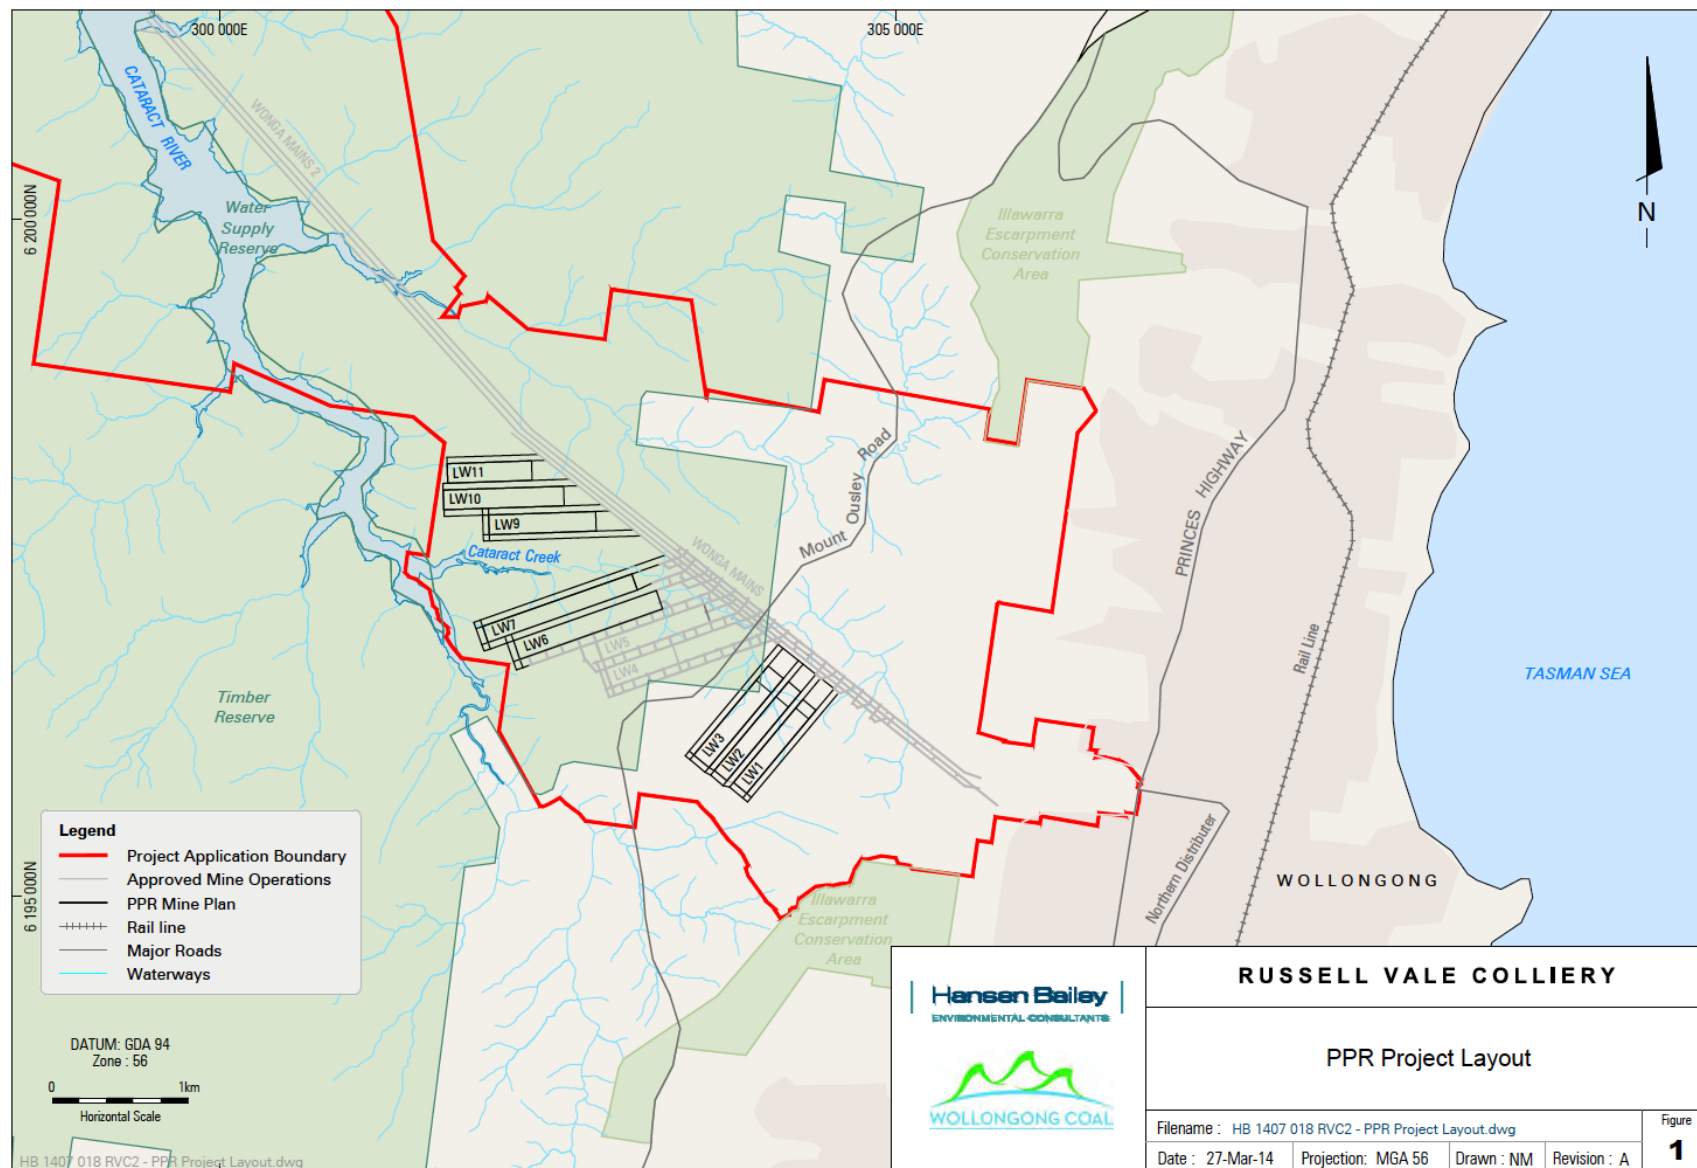 300 000E
305 000E
6 200 000N
6 195 000N
CATARACT RIVER
WONGA MAINS 2
Water
Supply
Reserve
Illawarra
Escarpment
Conservation
Area
N
LW11
LW10
LW9
Cataract Creek
WONGA MAINS
Mount Ousley Road
PRINCES HIGHWAY
Rail Line
TASMAN SEA
LW7
LW6
LW5
LW4
LW3
LW2
LW1
Timber
Reserve
Northern Distributer
WOLLONGONG
Illawarra
Escarpment
Conservation
Area
Legend
Project Application Boundary
Approved Mine Operations
PPR Mine Plan
Rail line
Major Roads
Waterways
DATUM: GDA 94
Zone : 56
0 1km
Horizontal Scale
HB 1407 018 RVC2 - PPR Project Layout.dwg
Hansen Bailey
ENVIRONMENTAL CONSULTANTS
WOLLONGONG COAL
RUSSELL VALE COLLIERY
PPR Project Layout
Filename : HB 1407 018 RVC2 - PPR Project Layout.dwg
Date : 27-Mar-14 Projection: MGA 56 Drawn : NM Revision : A
Figure
1